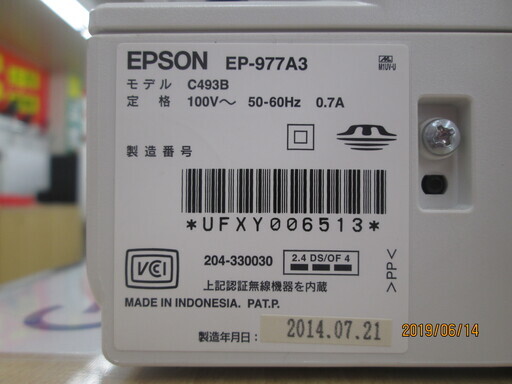 EPSON EP-977A3
モデル C493B
定 格 100V～ 50-60Hz 0.7A
製造番号
*UFXY006513*
VCI
204-330030 2.4 DS/OF 4
上記認証無線機器を内蔵
MADE IN INDONESIA. PAT.P.
製造年月日： 2014.07.21
>PP<
2019/06/14